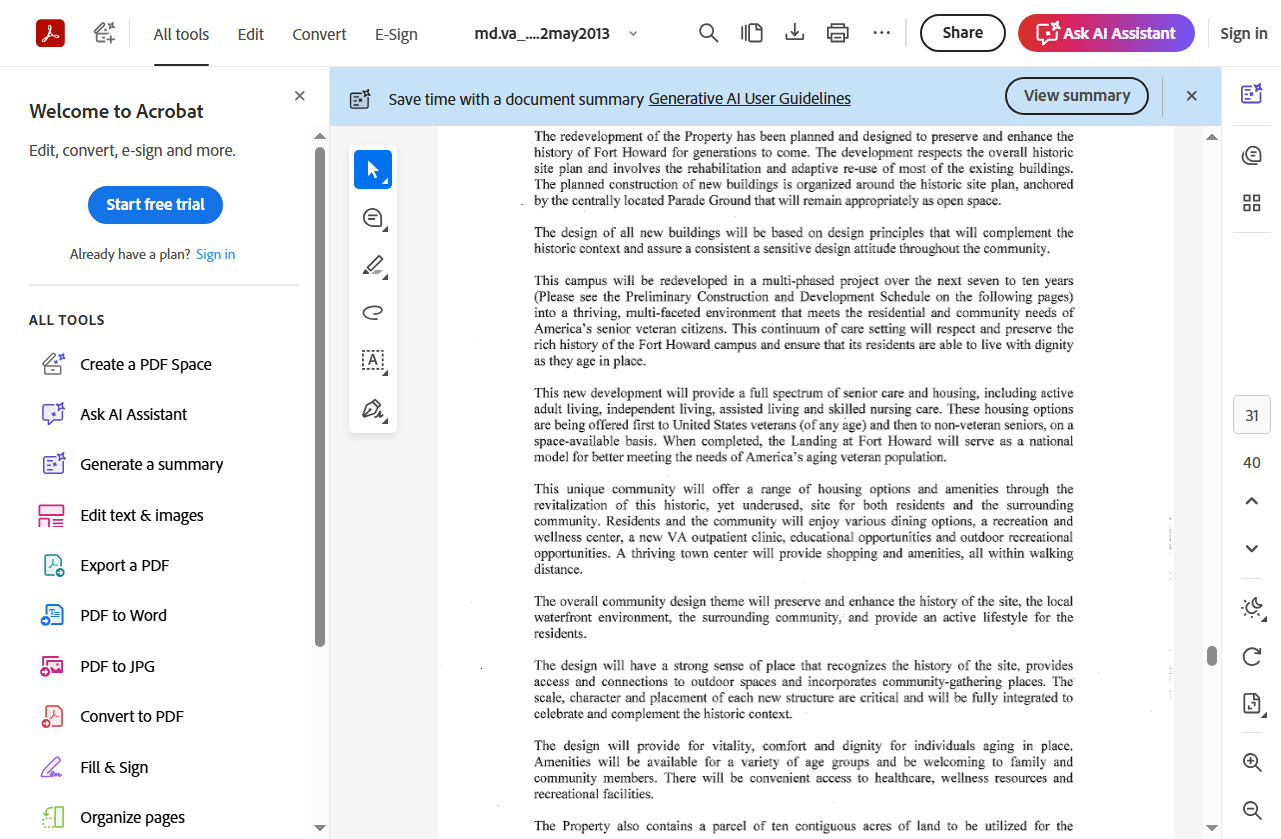 All tools
Edit
Convert
E-Sign
md.va_....2may2013
Share
Ask AI Assistant
Sign in
Welcome to Acrobat
Edit, convert, e-sign and more.
Start free trial
Already have a plan? Sign in
ALL TOOLS
Create a PDF Space
Ask AI Assistant
Generate a summary
Edit text & images
Export a PDF
PDF to Word
PDF to JPG
Convert to PDF
Fill & Sign
Organize pages
Save time with a document summary Generative AI User Guidelines
View summary
The redevelopment of the Property has been planned and designed to preserve and enhance the
history of Fort Howard for generations to come. The development respects the overall historic
site plan and involves the rehabilitation and adaptive re-use of most of the existing buildings.
The planned construction of new buildings is organized around the historic site plan, anchored
by the centrally located Parade Ground that will remain appropriately as open space.
The design of all new buildings will be based on design principles that will complement the
historic context and assure a consistent a sensitive design attitude throughout the community.
This campus will be redeveloped in a multi-phased project over the next seven to ten years
(Please see the Preliminary Construction and Development Schedule on the following pages)
into a thriving, multi-faceted environment that meets the residential and community needs of
America's senior veteran citizens. This continuum of care setting will respect and preserve the
rich history of the Fort Howard campus and ensure that its residents are able to live with dignity
as they age in place.
This new development will provide a full spectrum of senior care and housing, including active
adult living, independent living, assisted living and skilled nursing care. These housing options
are being offered first to United States veterans (of any age) and then to non-veteran seniors, on a
space-available basis. When completed, the Landing at Fort Howard will serve as a national
model for better meeting the needs of America's aging veteran population.
This unique community will offer a range of housing options and amenities through the
revitalization of this historic, yet underused, site for both residents and the surrounding
community. Residents and the community will enjoy various dining options, a recreation and
wellness center, a new VA outpatient clinic, educational opportunities and outdoor recreational
opportunities. A thriving town center will provide shopping and amenities, all within walking
distance.
The overall community design theme will preserve and enhance the history of the site, the local
waterfront environment, the surrounding community, and provide an active lifestyle for the
residents.
The design will have a strong sense of place that recognizes the history of the site, provides
access and connections to outdoor spaces and incorporates community-gathering places. The
scale, character and placement of each new structure are critical and will be fully integrated to
celebrate and complement the historic context.
The design will provide for vitality, comfort and dignity for individuals aging in place.
Amenities will be available for a variety of age groups and be welcoming to family and
community members. There will be convenient access to healthcare, wellness resources and
recreational facilities.
The Property also contains a parcel of ten contiguous acres of land to be utilized for the
31
40